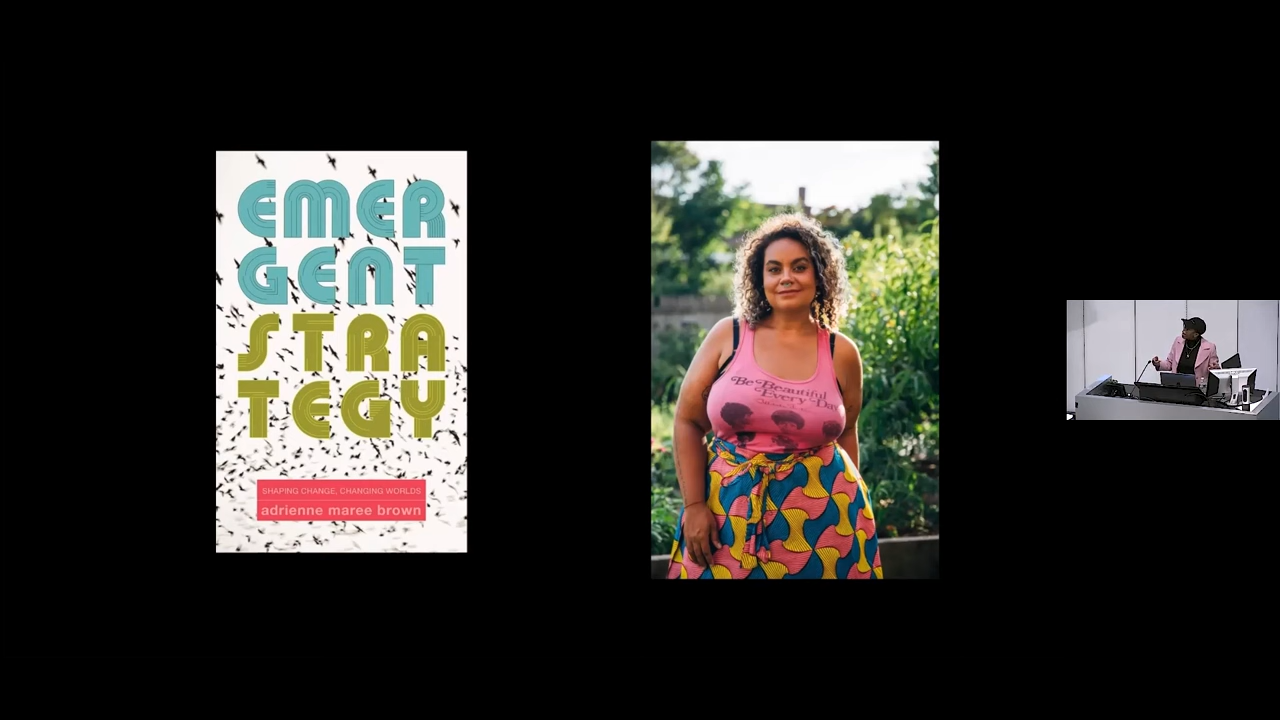 EMER
GENT
STRA
TEGY
SHAPING CHANGE, CHANGING WORLDS
adrienne maree brown
Be Beautiful
Every Day